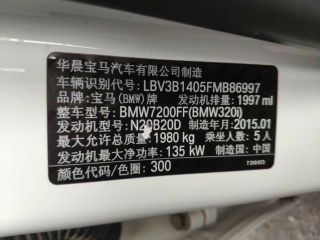 华晨宝马汽车有限公司制造
车辆识别代号: LBV3B1405FMB86997
品牌: 宝马(BMW)牌 发动机排量: 1997 ml
整车型号: BMW7200FF(BMW320i)
发动机型号: N20B20D 制造年月: 2015.01
最大允许总质量: 1980 kg 乘坐人数: 5 人
发动机最大净功率: 135 kW 制造国: 中国
颜色代码/色圈: 300